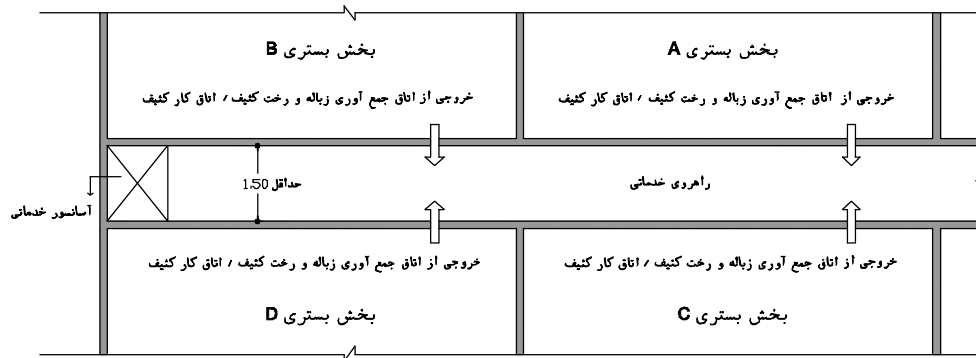 بخش بستری A
بخش بستری B
خروجی از اتاق جمع آوری زباله و رخت کثیف / اتاق کار کثیف
خروجی از اتاق جمع آوری زباله و رخت کثیف / اتاق کار کثیف
راهروی خدماتی
حداقل 1.50
آسانسور خدماتی
خروجی از اتاق جمع آوری زباله و رخت کثیف / اتاق کار کثیف
خروجی از اتاق جمع آوری زباله و رخت کثیف / اتاق کار کثیف
بخش بستری C
بخش بستری D